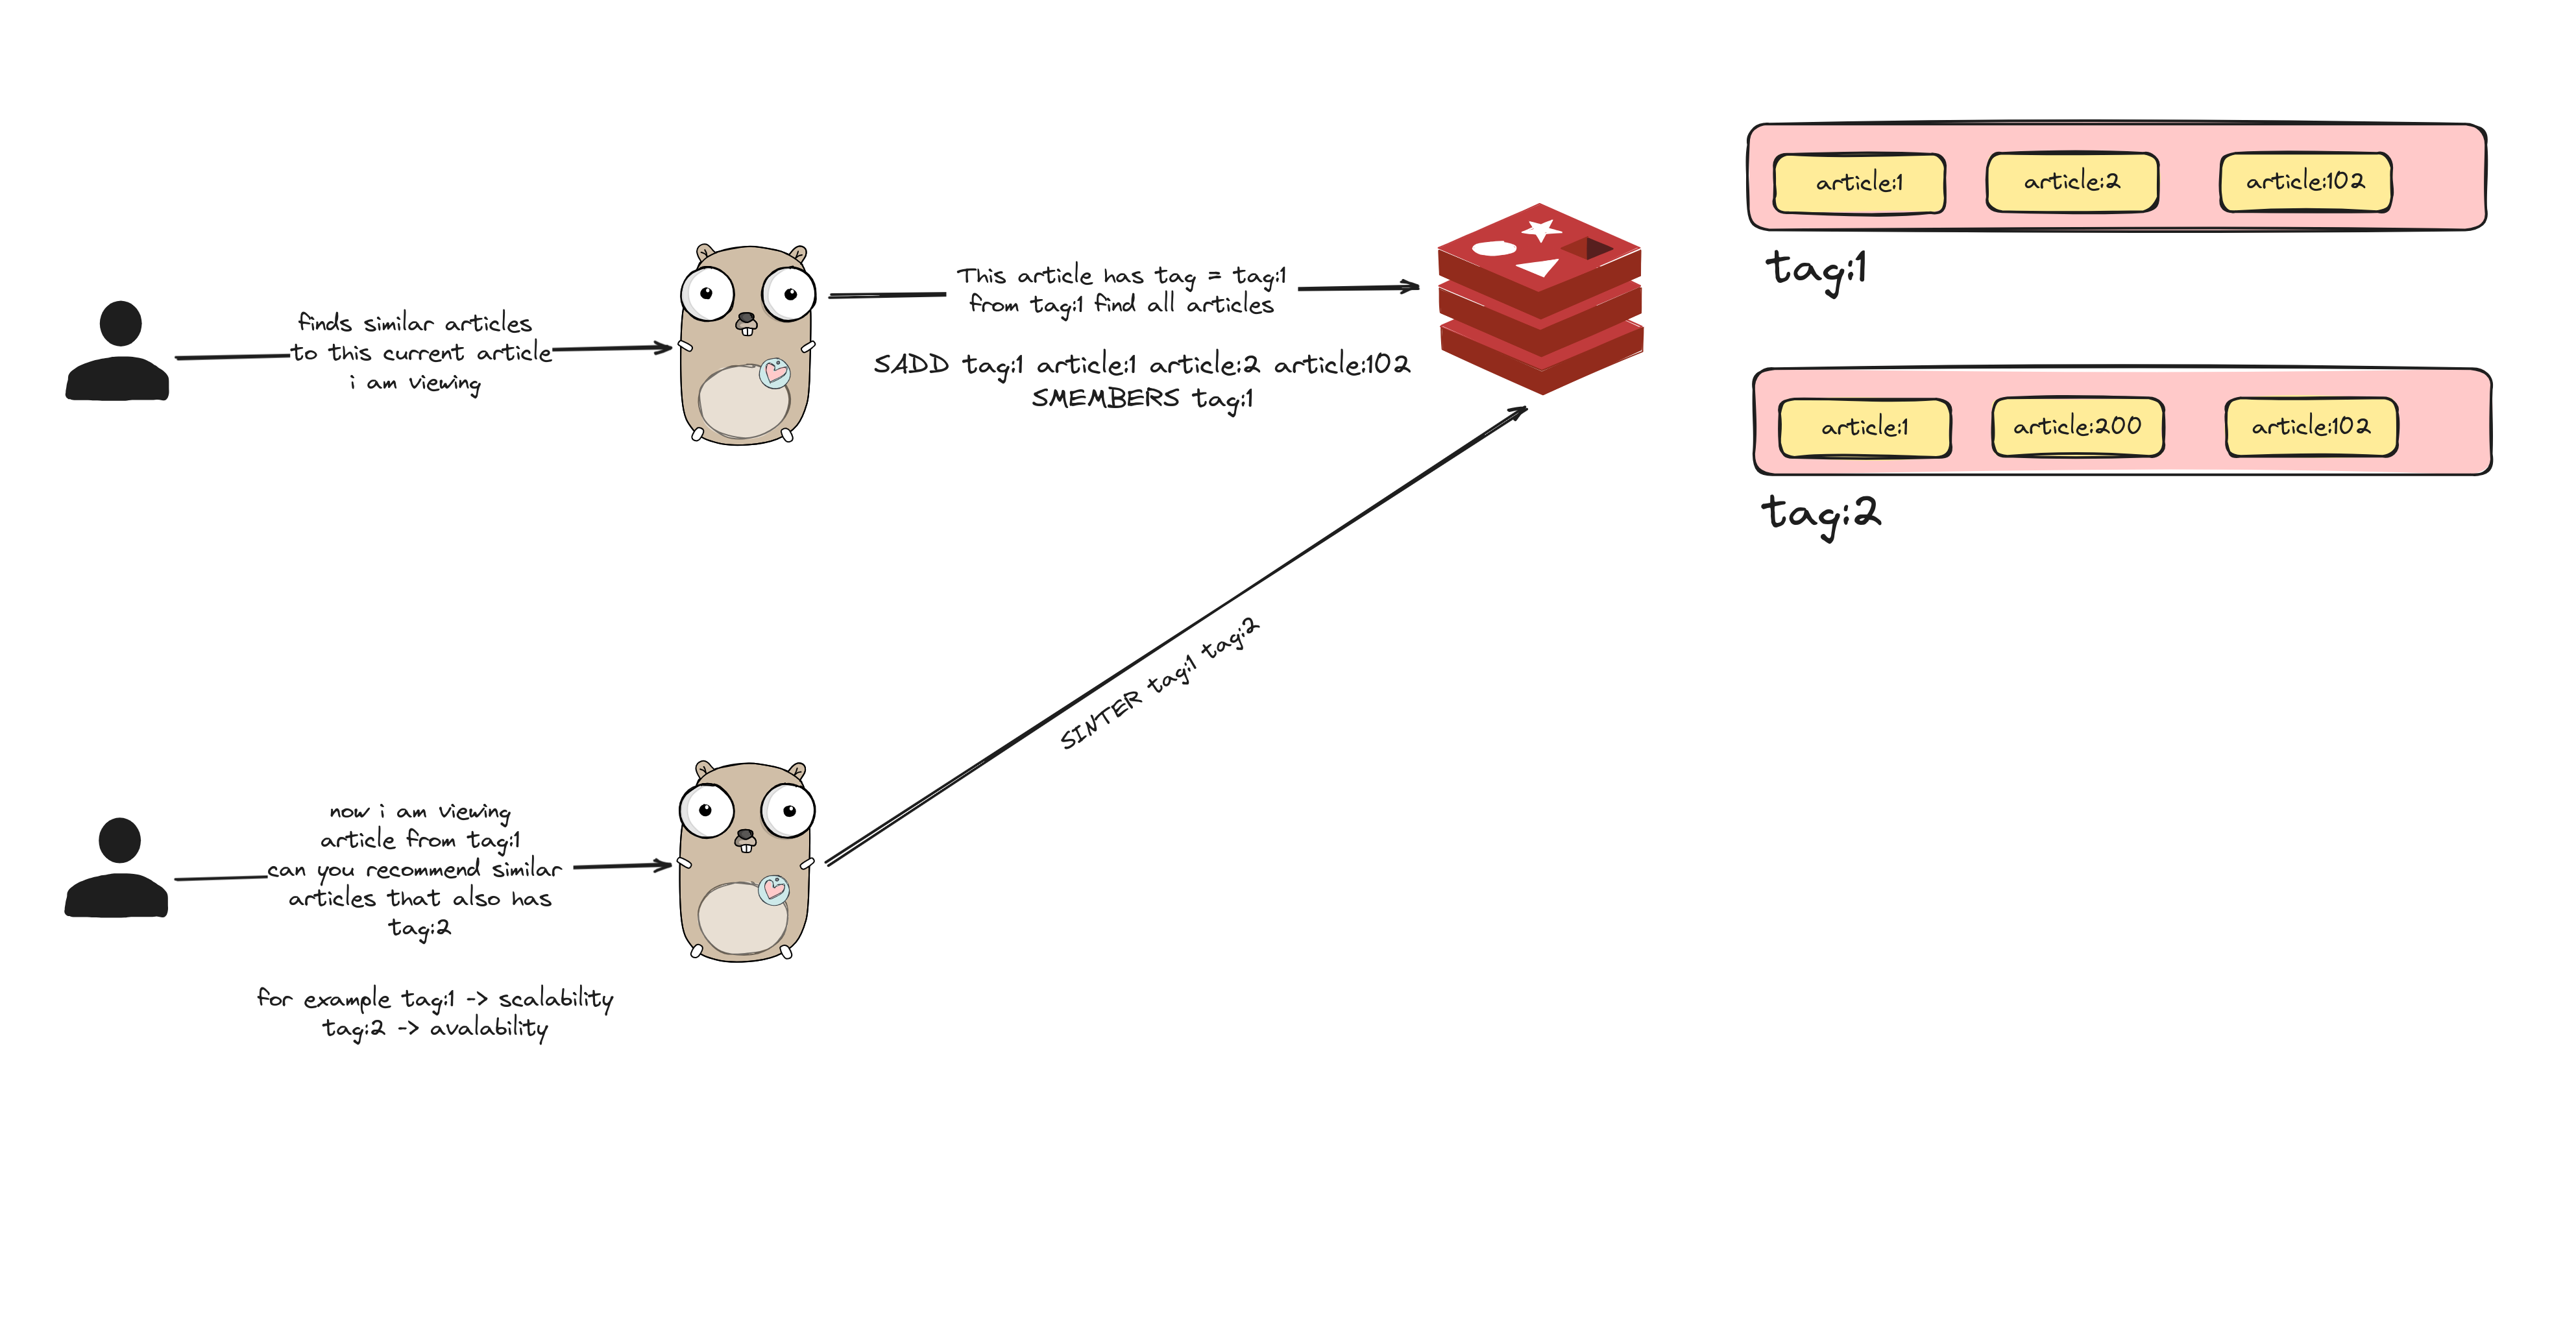 finds similar articles
to this current article
i am viewing
This article has tag = tag:1
from tag:1 find all articles
SADD tag:1 article:1 article:2 article:102
SMEMBERS tag:1
article:1
article:2
article:102
tag:1
article:1
article:200
article:102
tag:2
SINTER tag:1 tag:2
now i am viewing
article from tag:1
can you recommend similar
articles that also has
tag:2
for example tag:1 -> scalability
tag:2 -> avalability